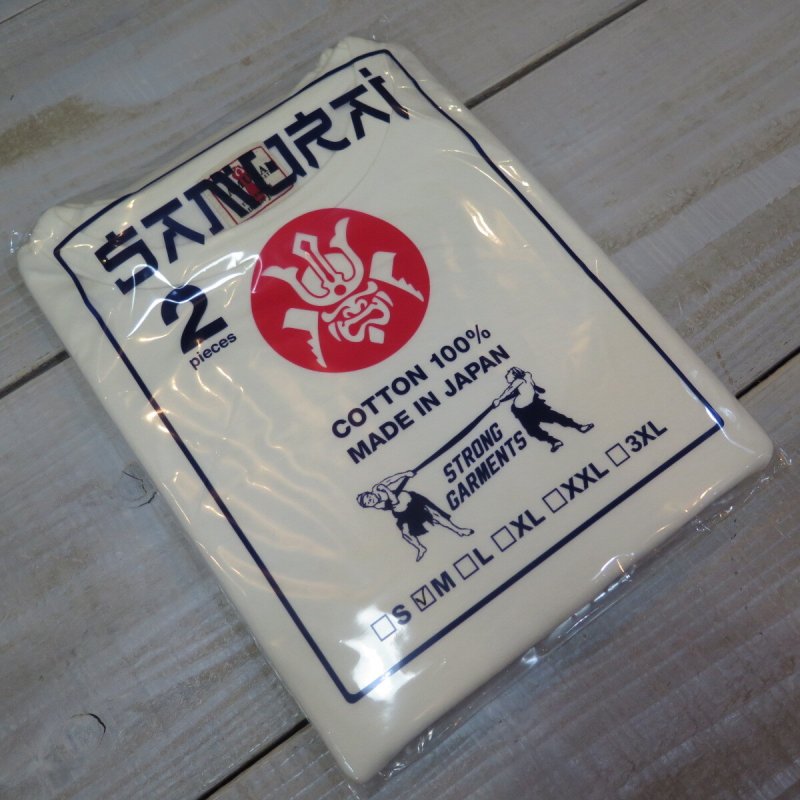 SAMURAI
2
pieces
COTTON 100%
MADE IN JAPAN
STRONG
GARMENTS
S M L XL XXL 3XL